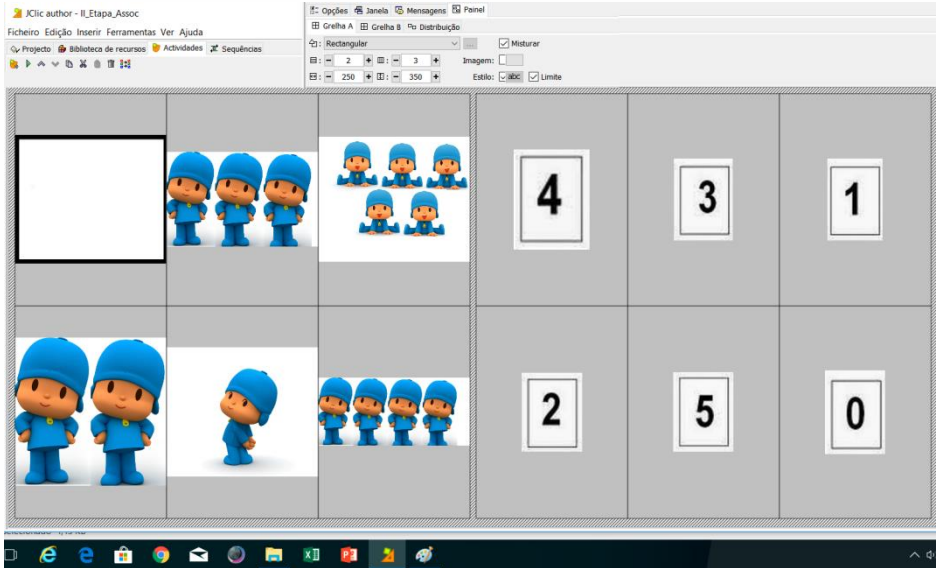 JClic author - II_Etapa_Assoc
Ficheiro Edição Inserir Ferramentas Ver Ajuda
Projecto Biblioteca de recursos Actividades Sequências
Opções Janela Mensagens Painel
Grelha A Grelha B Distribuição
Rectangular ... Misturar
: - 2 + : - 3 + Imagem:
: - 250 + : - 350 + Estilo: abc Limite
4 3 1
2 5 0